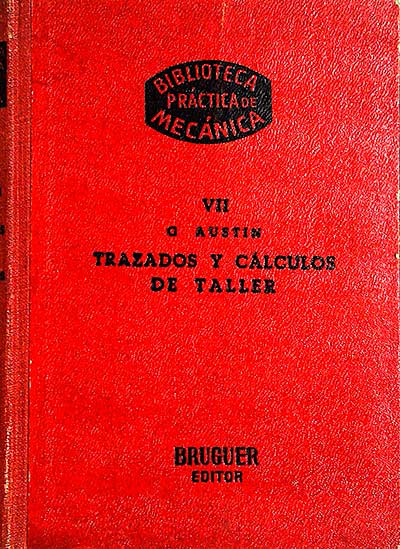 BIBLIOTECA
PRÁCTICA DE
MECÁNICA
VII
G AUSTIN
TRAZADOS Y CÁLCULOS
DE TALLER
BRUGUER
EDITOR